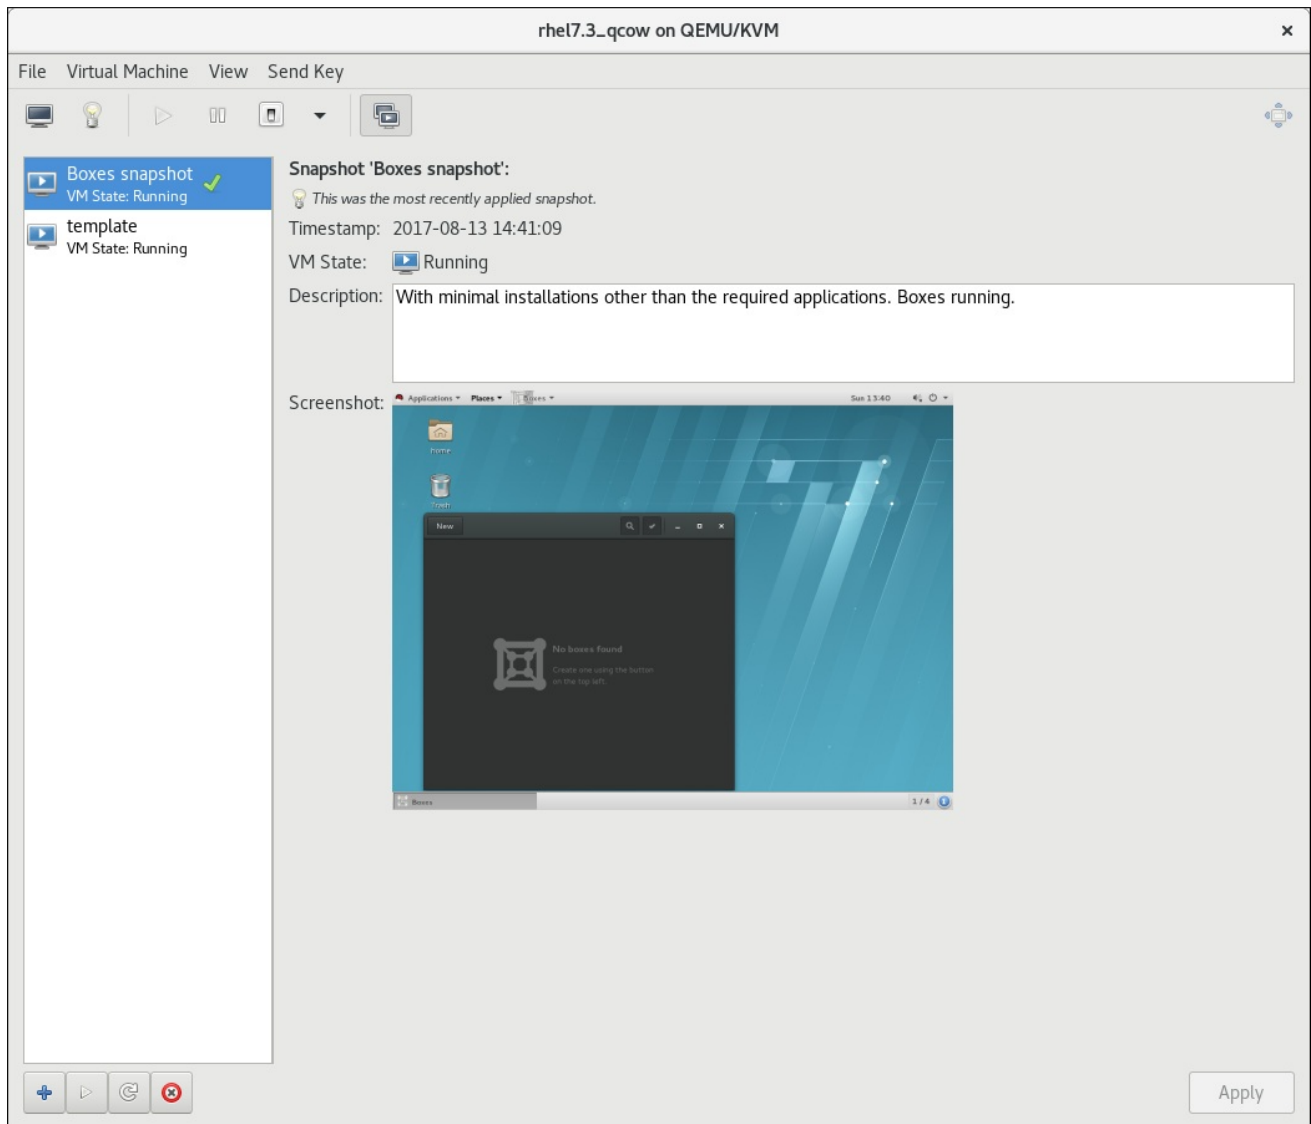 rhel7.3_qcow on QEMU/KVM
File Virtual Machine View Send Key
Boxes snapshot
VM State: Running
template
VM State: Running
Snapshot 'Boxes snapshot':
This was the most recently applied snapshot.
Timestamp: 2017-08-13 14:41:09
VM State: Running
Description: With minimal installations other than the required applications. Boxes running.
Screenshot:
Applications Places Boxes Sun 13:40
home
Trash
New
No boxes found
Create one using the button
on the top left.
Boxes 1 / 4
Apply